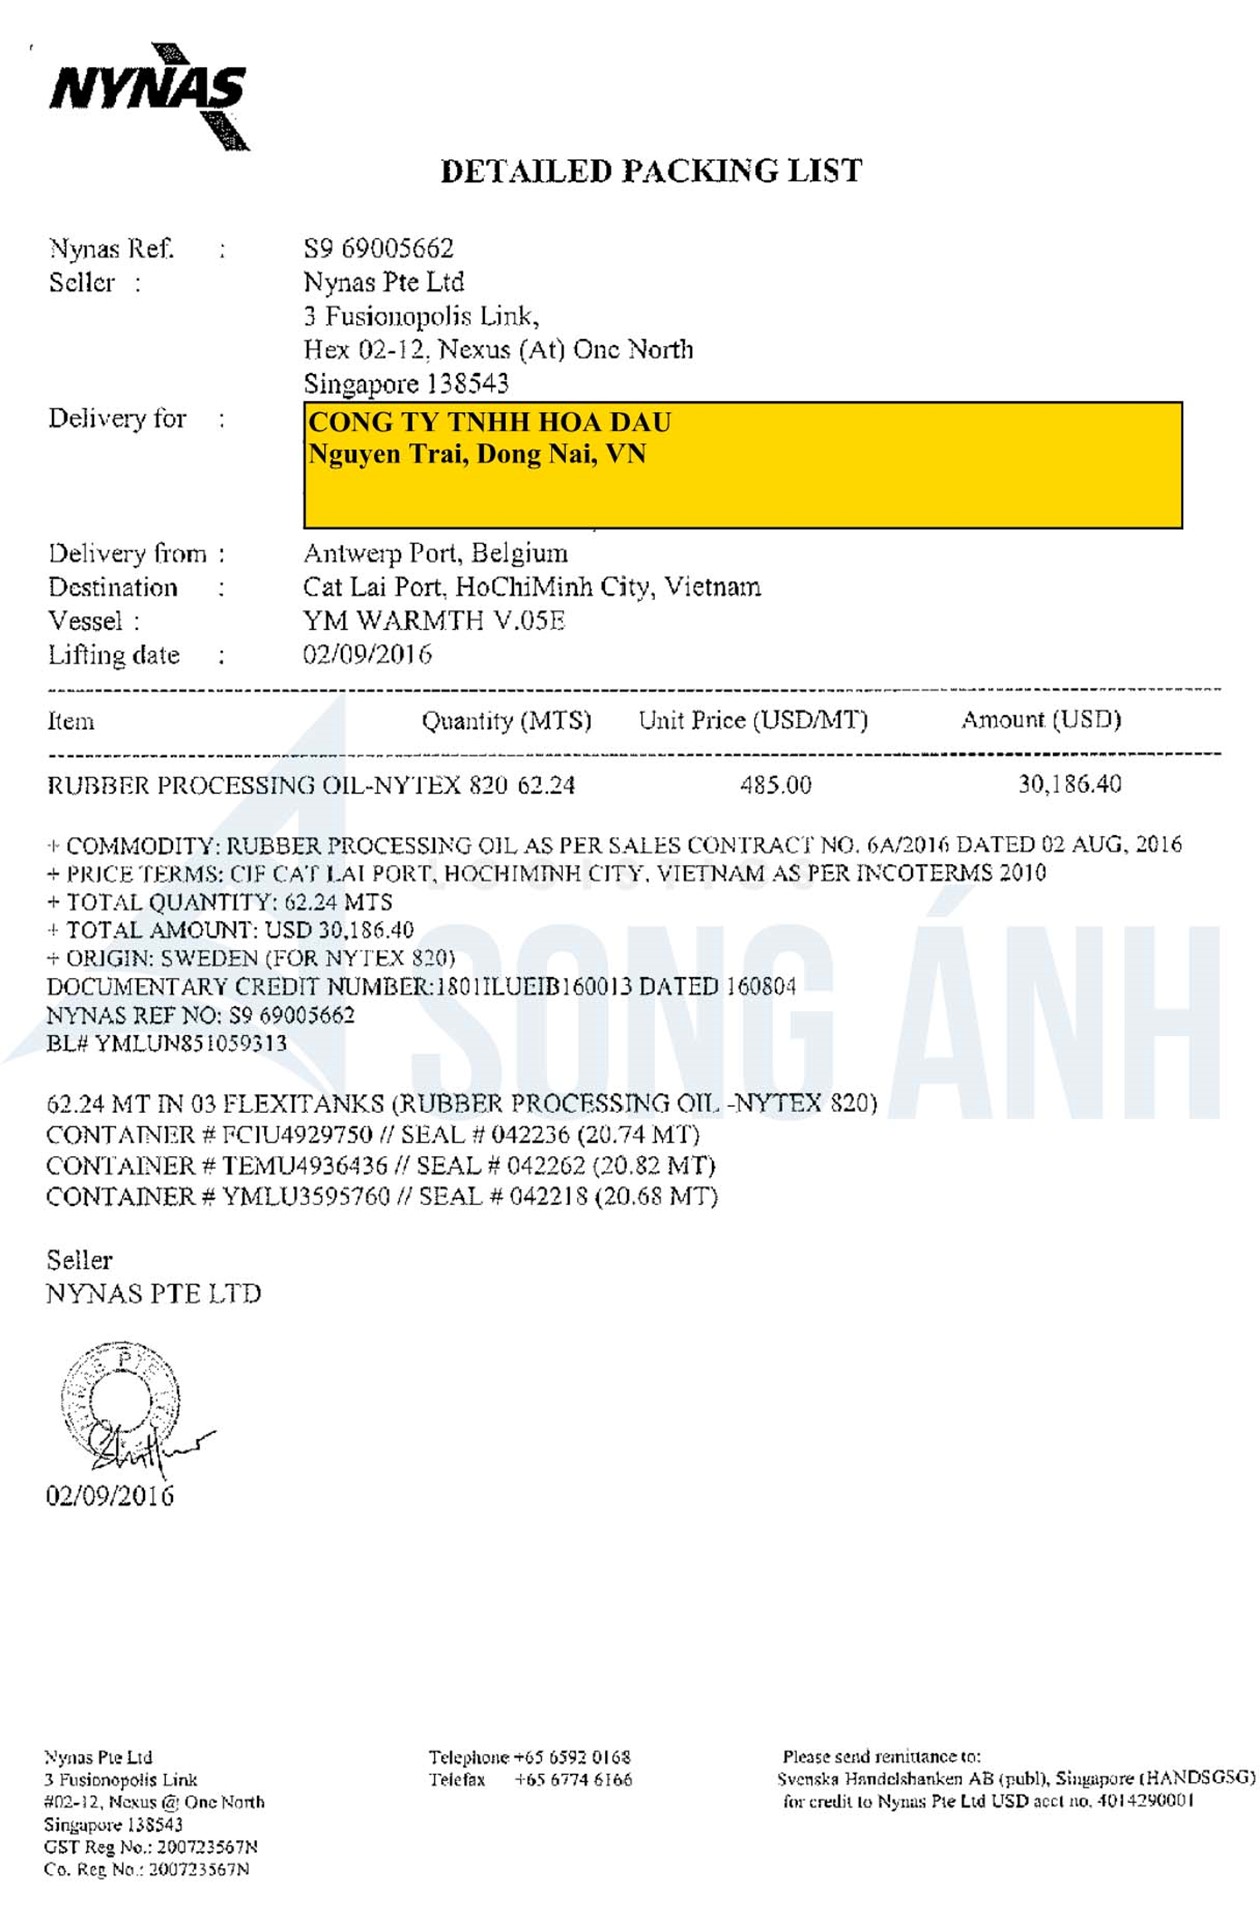 NYNAS
DETAILED PACKING LIST
Nynas Ref. : S9 69005662
Seller : Nynas Pte Ltd
3 Fusionopolis Link,
Hex 02-12, Nexus (At) One North
Singapore 138543
Delivery for : CONG TY TNHH HOA DAU
Nguyen Trai, Dong Nai, VN
Delivery from : Antwerp Port, Belgium
Destination : Cat Lai Port, HoChiMinh City, Vietnam
Vessel : YM WARMTH V.05E
Lifting date : 02/09/2016
Item Quantity (MTS) Unit Price (USD/MT) Amount (USD)
RUBBER PROCESSING OIL-NYTEX 820 62.24 485.00 30,186.40
+ COMMODITY: RUBBER PROCESSING OIL AS PER SALES CONTRACT NO. 6A/2016 DATED 02 AUG, 2016
+ PRICE TERMS: CIF CAT LAI PORT, HOCHIMINH CITY, VIETNAM AS PER INCOTERMS 2010
LOGISTICS
+ TOTAL QUANTITY: 62.24 MTS
+ TOTAL AMOUNT: USD 30,186.40
+ ORIGIN: SWEDEN (FOR NYTEX 820)
DOCUMENTARY CREDIT NUMBER:1801ILUEIB160013 DATED 160804
NYNAS REF NO: S9 69005662
BL# YMLUN851059313
SONG ÁNH
62.24 MT IN 03 FLEXITANKS (RUBBER PROCESSING OIL -NYTEX 820)
CONTAINER # FCIU4929750 // SEAL # 042236 (20.74 MT)
CONTAINER # TEMU4936436 // SEAL # 042262 (20.82 MT)
CONTAINER # YMLU3595760 // SEAL # 042218 (20.68 MT)
Seller
NYNAS PTE LTD
NYNAS PTE LTD
02/09/2016
Nynas Pte Ltd
3 Fusionopolis Link
#02-12, Nexus @ One North
Singapore 138543
GST Reg No.: 200723567N
Co. Reg No.: 200723567N
Telephone +65 6592 0168
Telefax +65 6774 6166
Please send remittance to:
Svenska Handelshanken AB (publ), Singapore (HANDSGSG)
for credit to Nynas Pte Ltd USD acct no. 4014290001